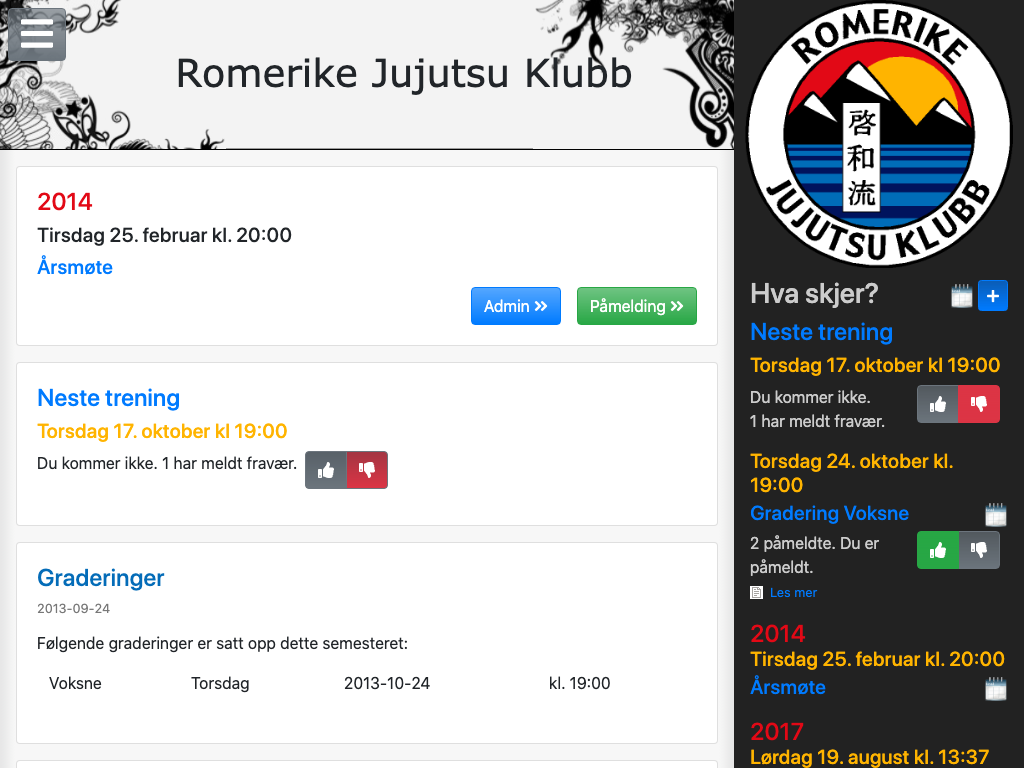 Romerike Jujutsu Klubb
2014
Tirsdag 25. februar kl. 20:00
Årsmøte
Admin »
Påmelding »
Neste trening
Torsdag 17. oktober kl 19:00
Du kommer ikke. 1 har meldt fravær.
Graderinger
2013-09-24
Følgende graderinger er satt opp dette semesteret:
Voksne Torsdag 2013-10-24 kl. 19:00
ROMERIKE
啓和流
JUJUTSU KLUBB
Hva skjer?
+
Neste trening
Torsdag 17. oktober kl 19:00
Du kommer ikke.
1 har meldt fravær.
Torsdag 24. oktober kl.
19:00
Gradering Voksne
2 påmeldte. Du er
påmeldt.
Les mer
2014
Tirsdag 25. februar kl. 20:00
Årsmøte
2017
Lørdag 19. august kl. 13:37